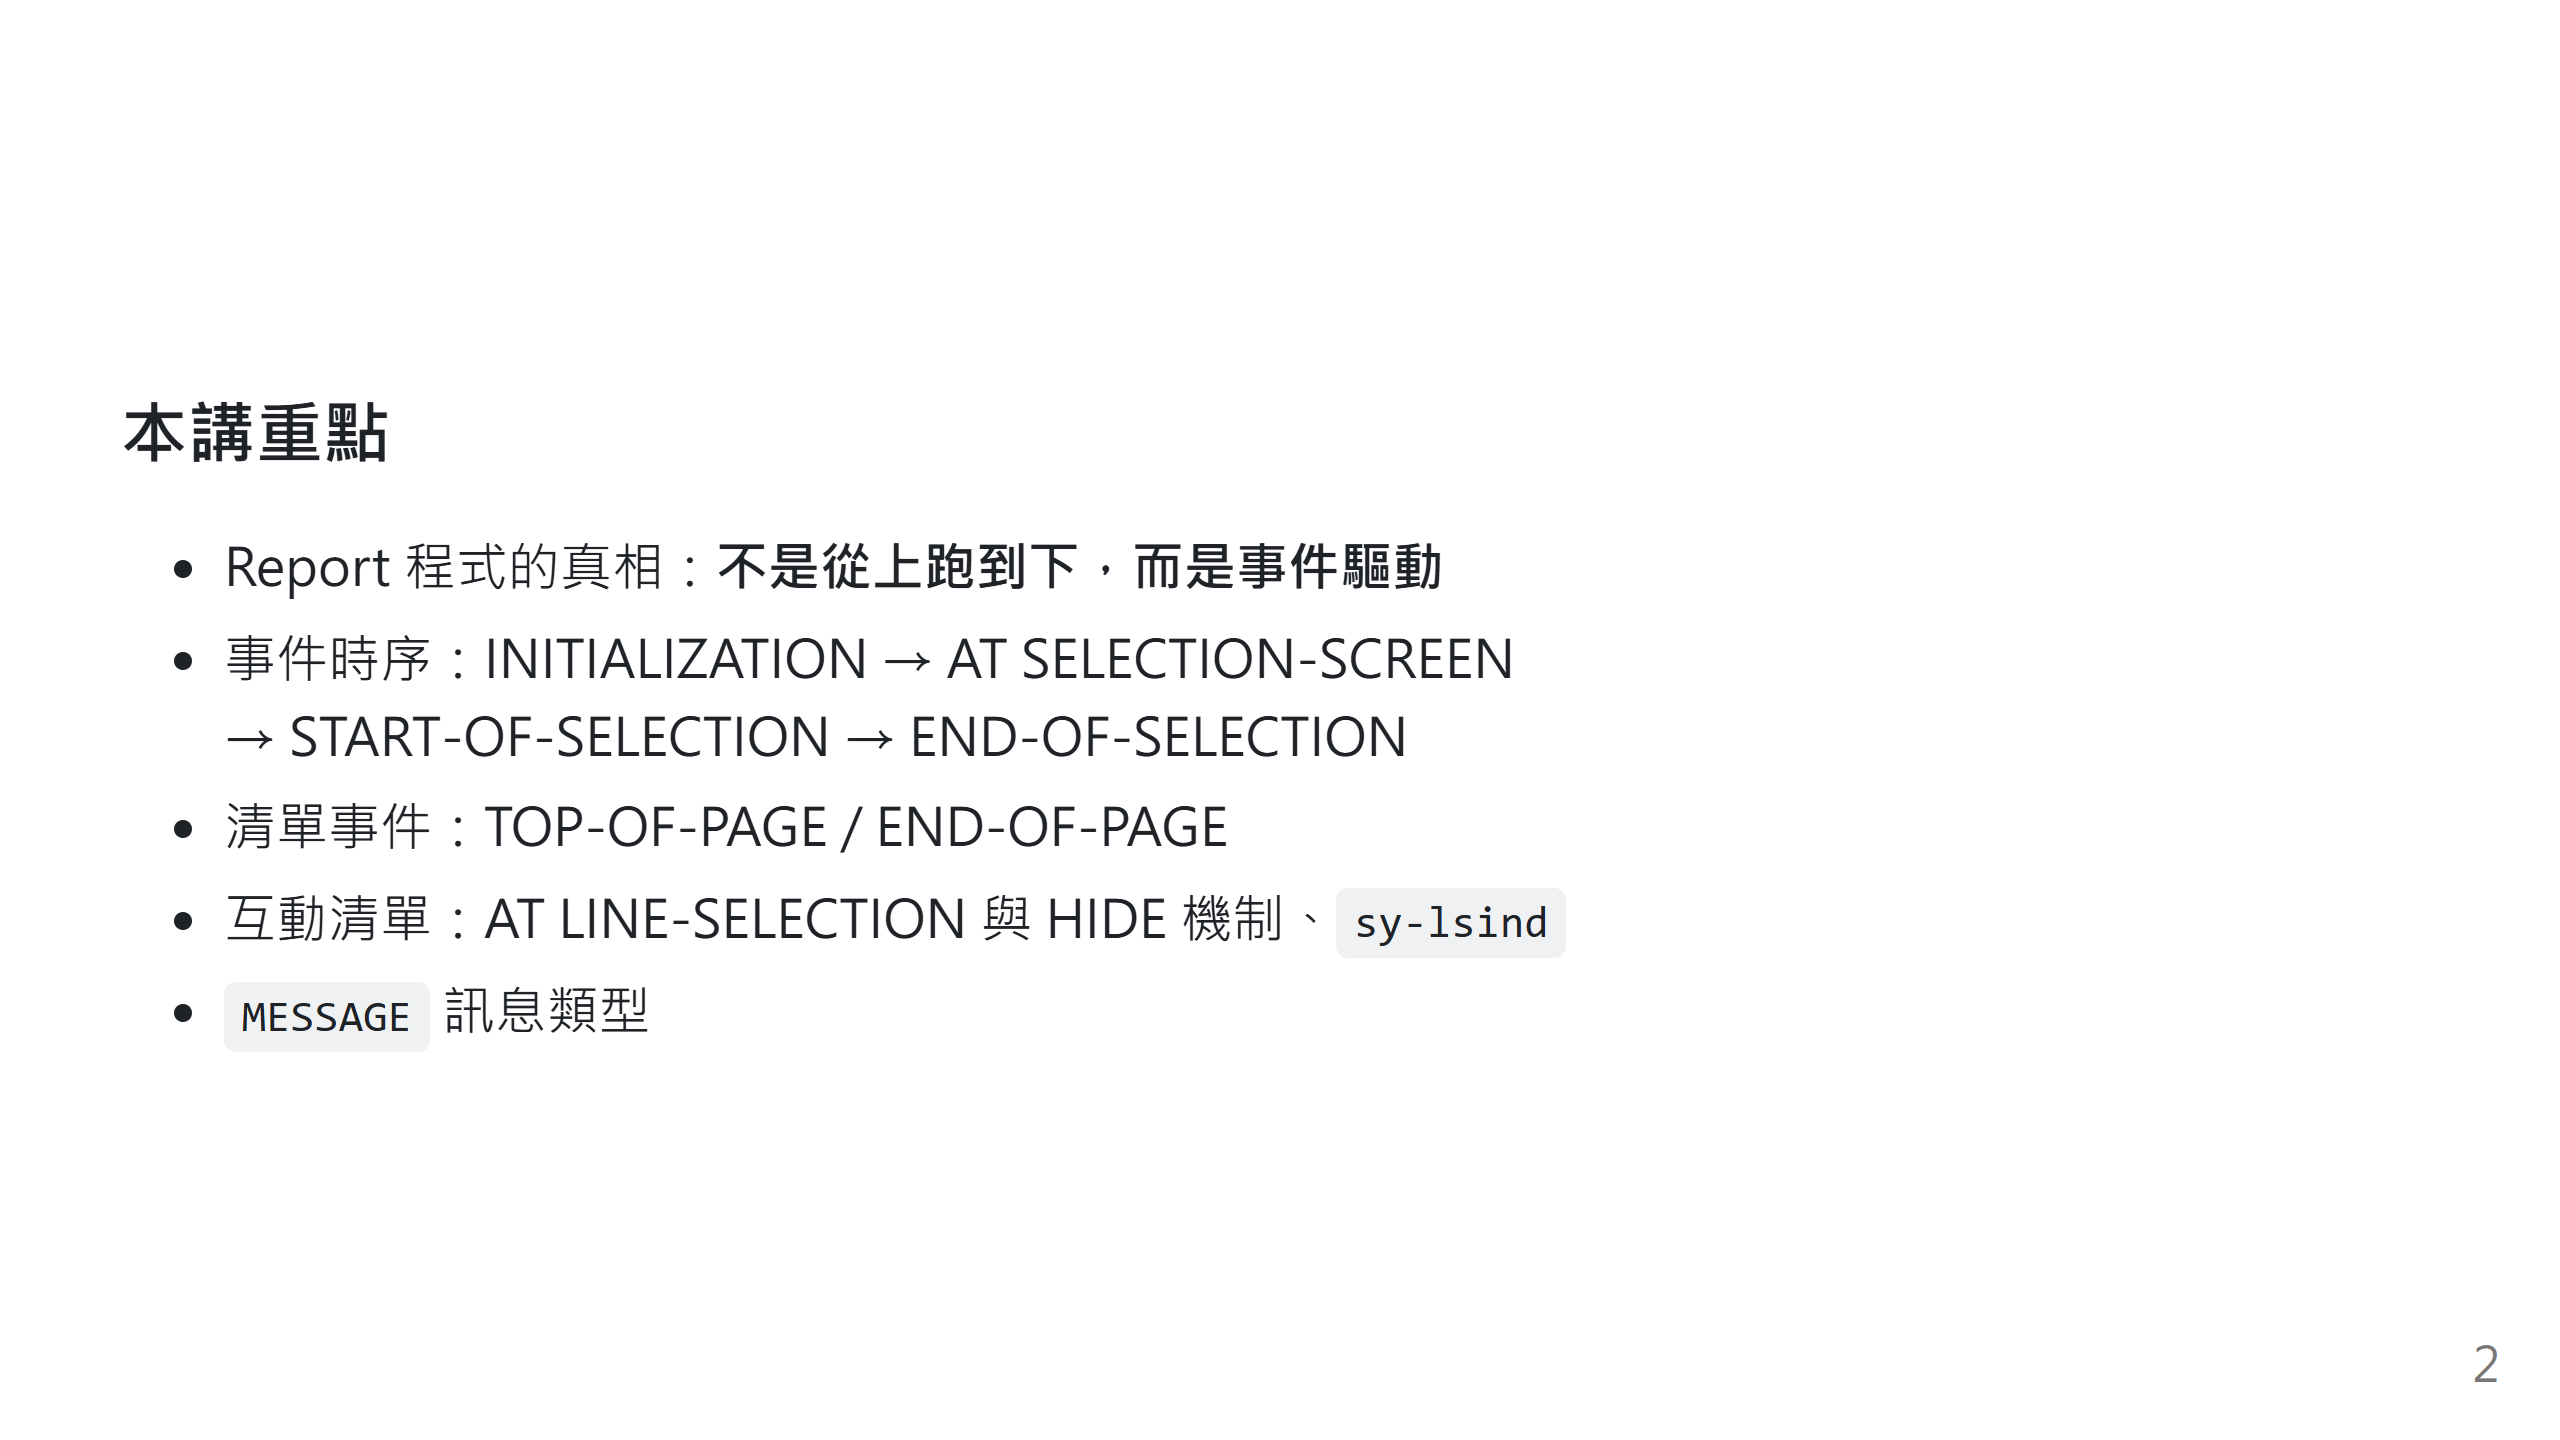 本講重點
• Report 程式的真相：不是從上跑到下，而是事件驅動
• 事件時序：INITIALIZATION → AT SELECTION-SCREEN
→ START-OF-SELECTION → END-OF-SELECTION
• 清單事件：TOP-OF-PAGE / END-OF-PAGE
• 互動清單：AT LINE-SELECTION 與 HIDE 機制、sy-lsind
• MESSAGE 訊息類型
2